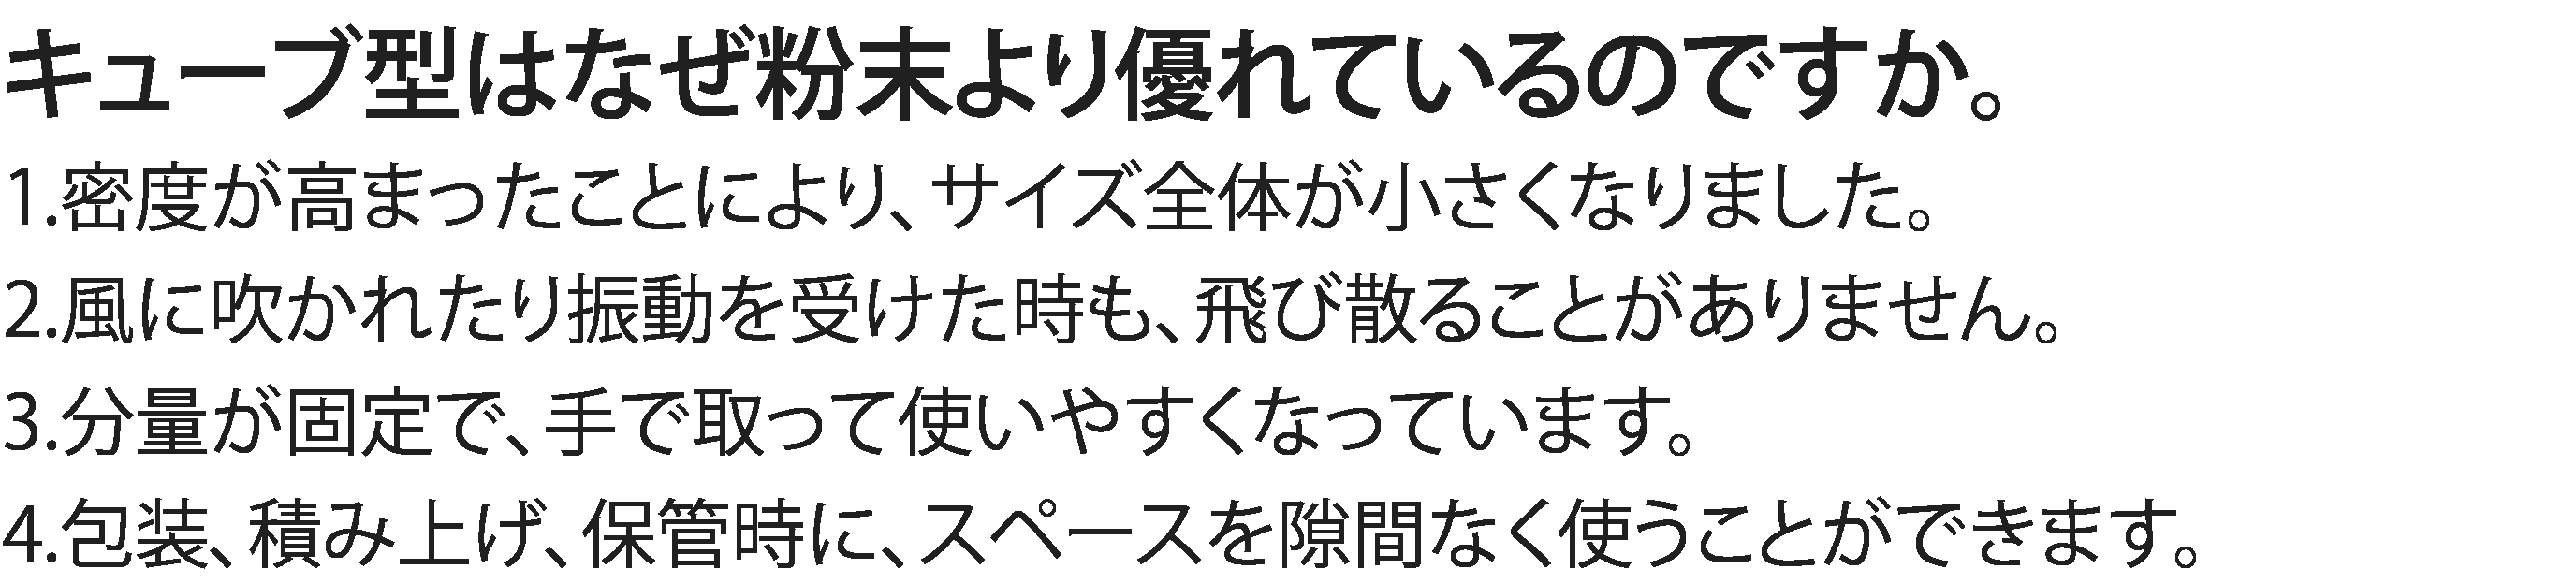 キューブ型はなぜ粉末より優れているのですか。
1.密度が高まったことにより、サイズ全体が小さくなりました。
2.風に吹かれたり振動を受けた時も、飛び散ることがありません。
3.分量が固定で、手で取って使いやすくなっています。
4.包装、積み上げ、保管時に、スペースを隙間なく使うことができます。